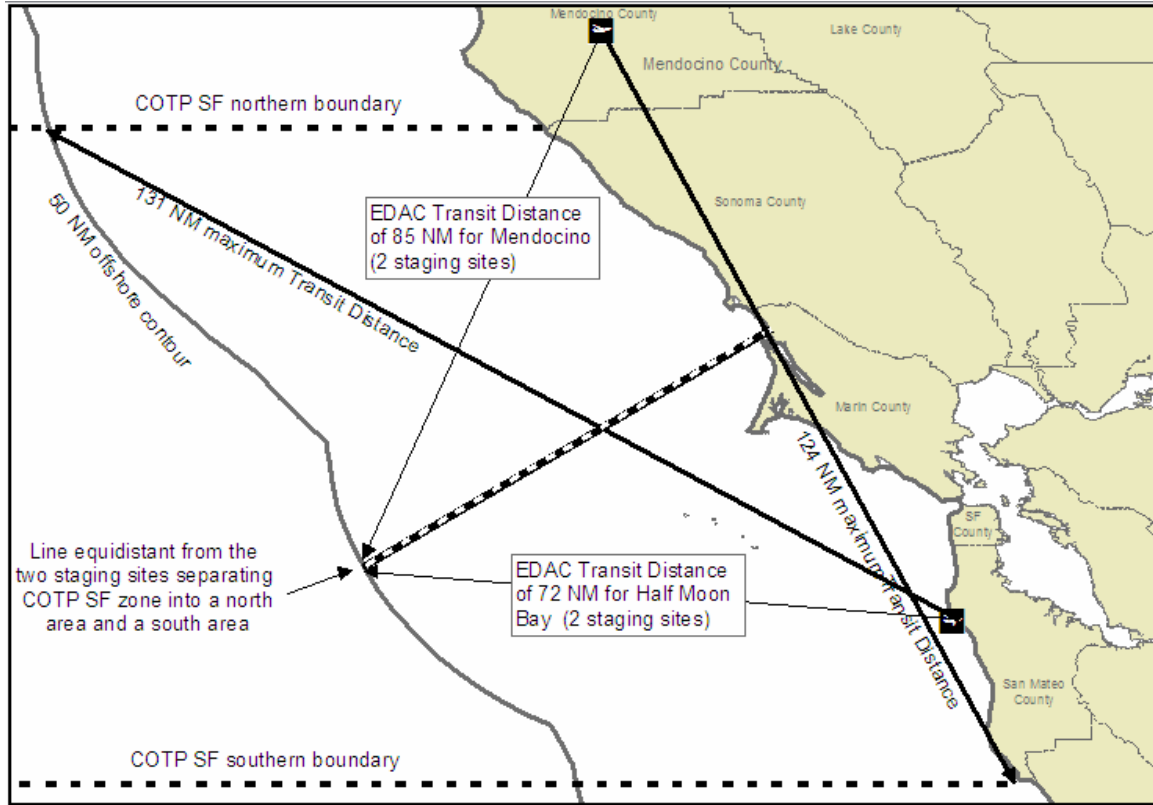 Mendocino County
Lake County
Mendocino County
COTP SF northern boundary
131 NM maximum Transit Distance
50 NM offshore contour
EDAC Transit Distance
of 85 NM for Mendocino
(2 staging sites)
Sonoma County
Marin County
124 NM maximum Transit Distance
SF
County
Line equidistant from the
two staging sites separating
COTP SF zone into a north
area and a south area
EDAC Transit Distance
of 72 NM for Half Moon
Bay (2 staging sites)
San Mateo
County
COTP SF southern boundary